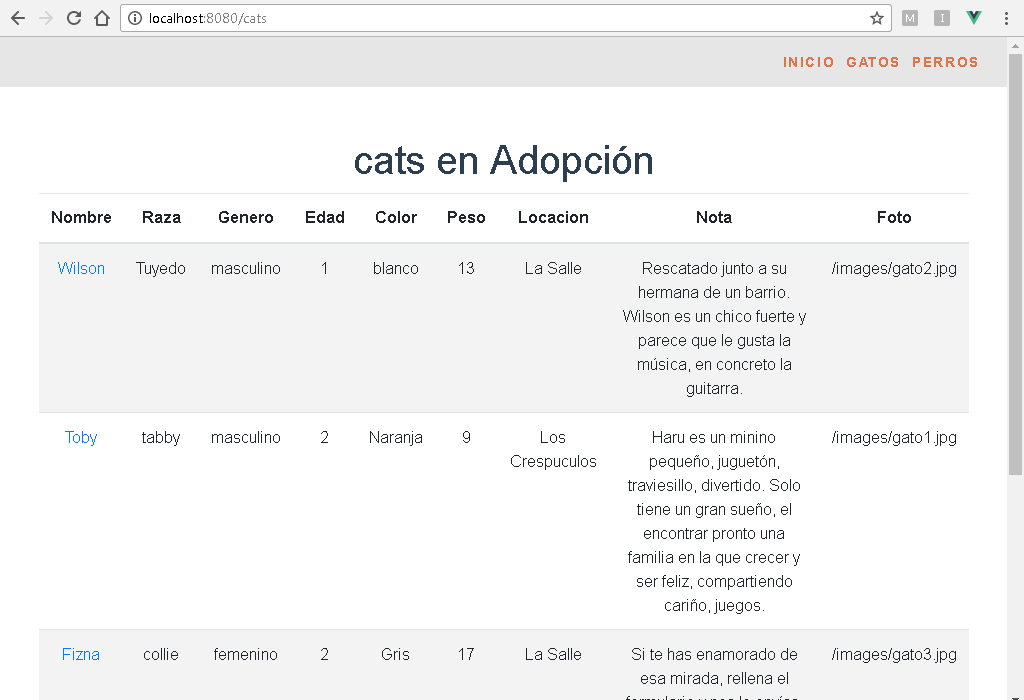 localhost:8080/cats
M I
INICIO GATOS PERROS
cats en Adopción
Nombre Raza Genero Edad Color Peso Locacion Nota Foto
Wilson Tuyedo masculino 1 blanco 13 La Salle Rescatado junto a su /images/gato2.jpg
hermana de un barrio.
Wilson es un chico fuerte y
parece que le gusta la
música, en concreto la
guitarra.
Toby tabby masculino 2 Naranja 9 Los Haru es un minino /images/gato1.jpg
Crespuculos pequeño, juguetón,
traviesillo, divertido. Solo
tiene un gran sueño, el
encontrar pronto una
familia en la que crecer y
ser feliz, compartiendo
cariño, juegos.
Fizna collie femenino 2 Gris 17 La Salle Si te has enamorado de /images/gato3.jpg
esa mirada, rellena el